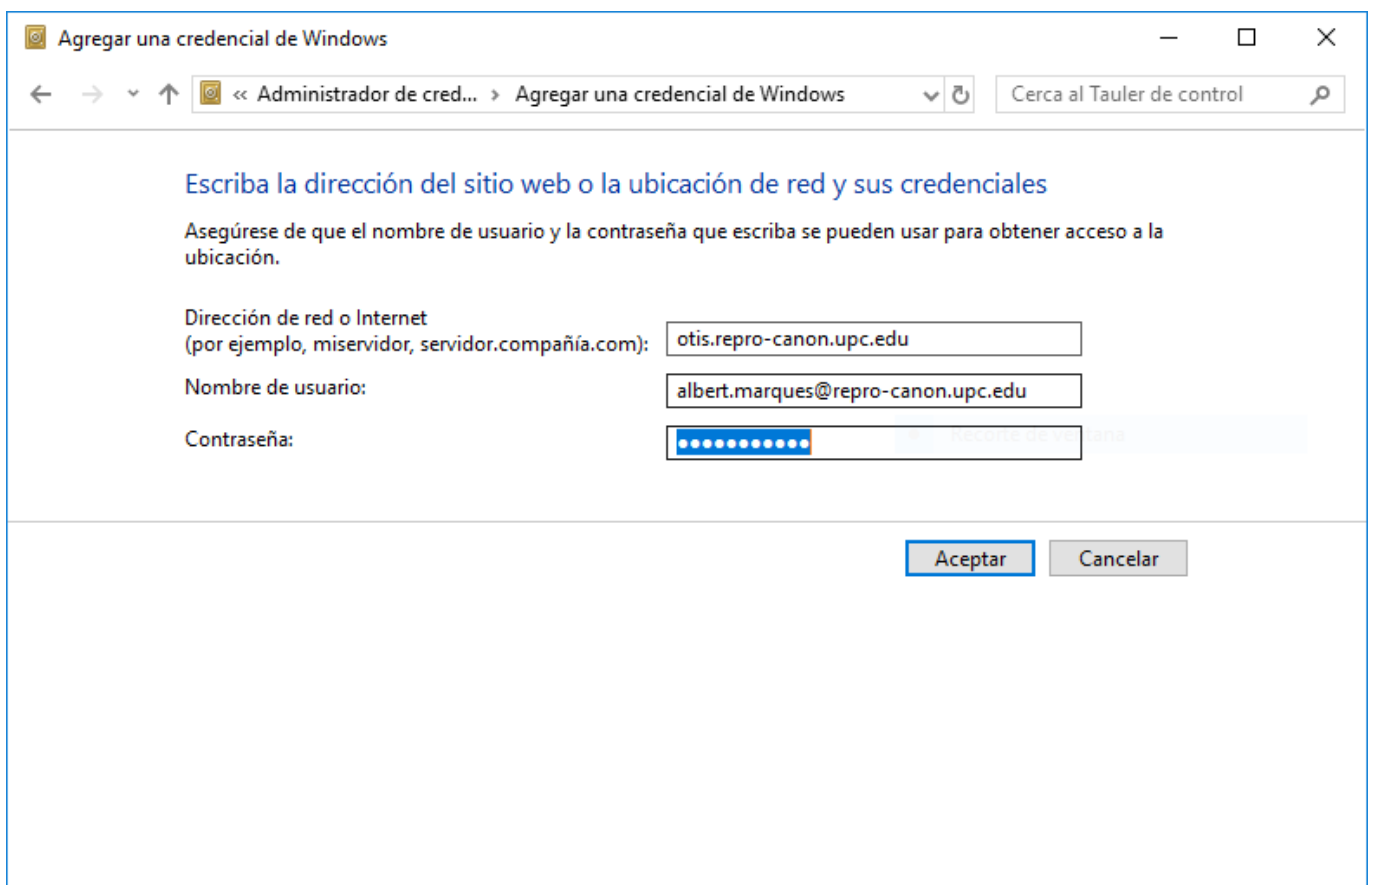 Agregar una credencial de Windows
« Administrador de cred... › Agregar una credencial de Windows
Cerca al Tauler de control
Escriba la dirección del sitio web o la ubicación de red y sus credenciales
Asegúrese de que el nombre de usuario y la contraseña que escriba se pueden usar para obtener acceso a la
ubicación.
Dirección de red o Internet
(por ejemplo, miservidor, servidor.compañía.com):
otis.repro-canon.upc.edu
Nombre de usuario:
albert.marques@repro-canon.upc.edu
Contraseña:
●●●●●●●●●●●
Recorte de ventana
Aceptar
Cancelar